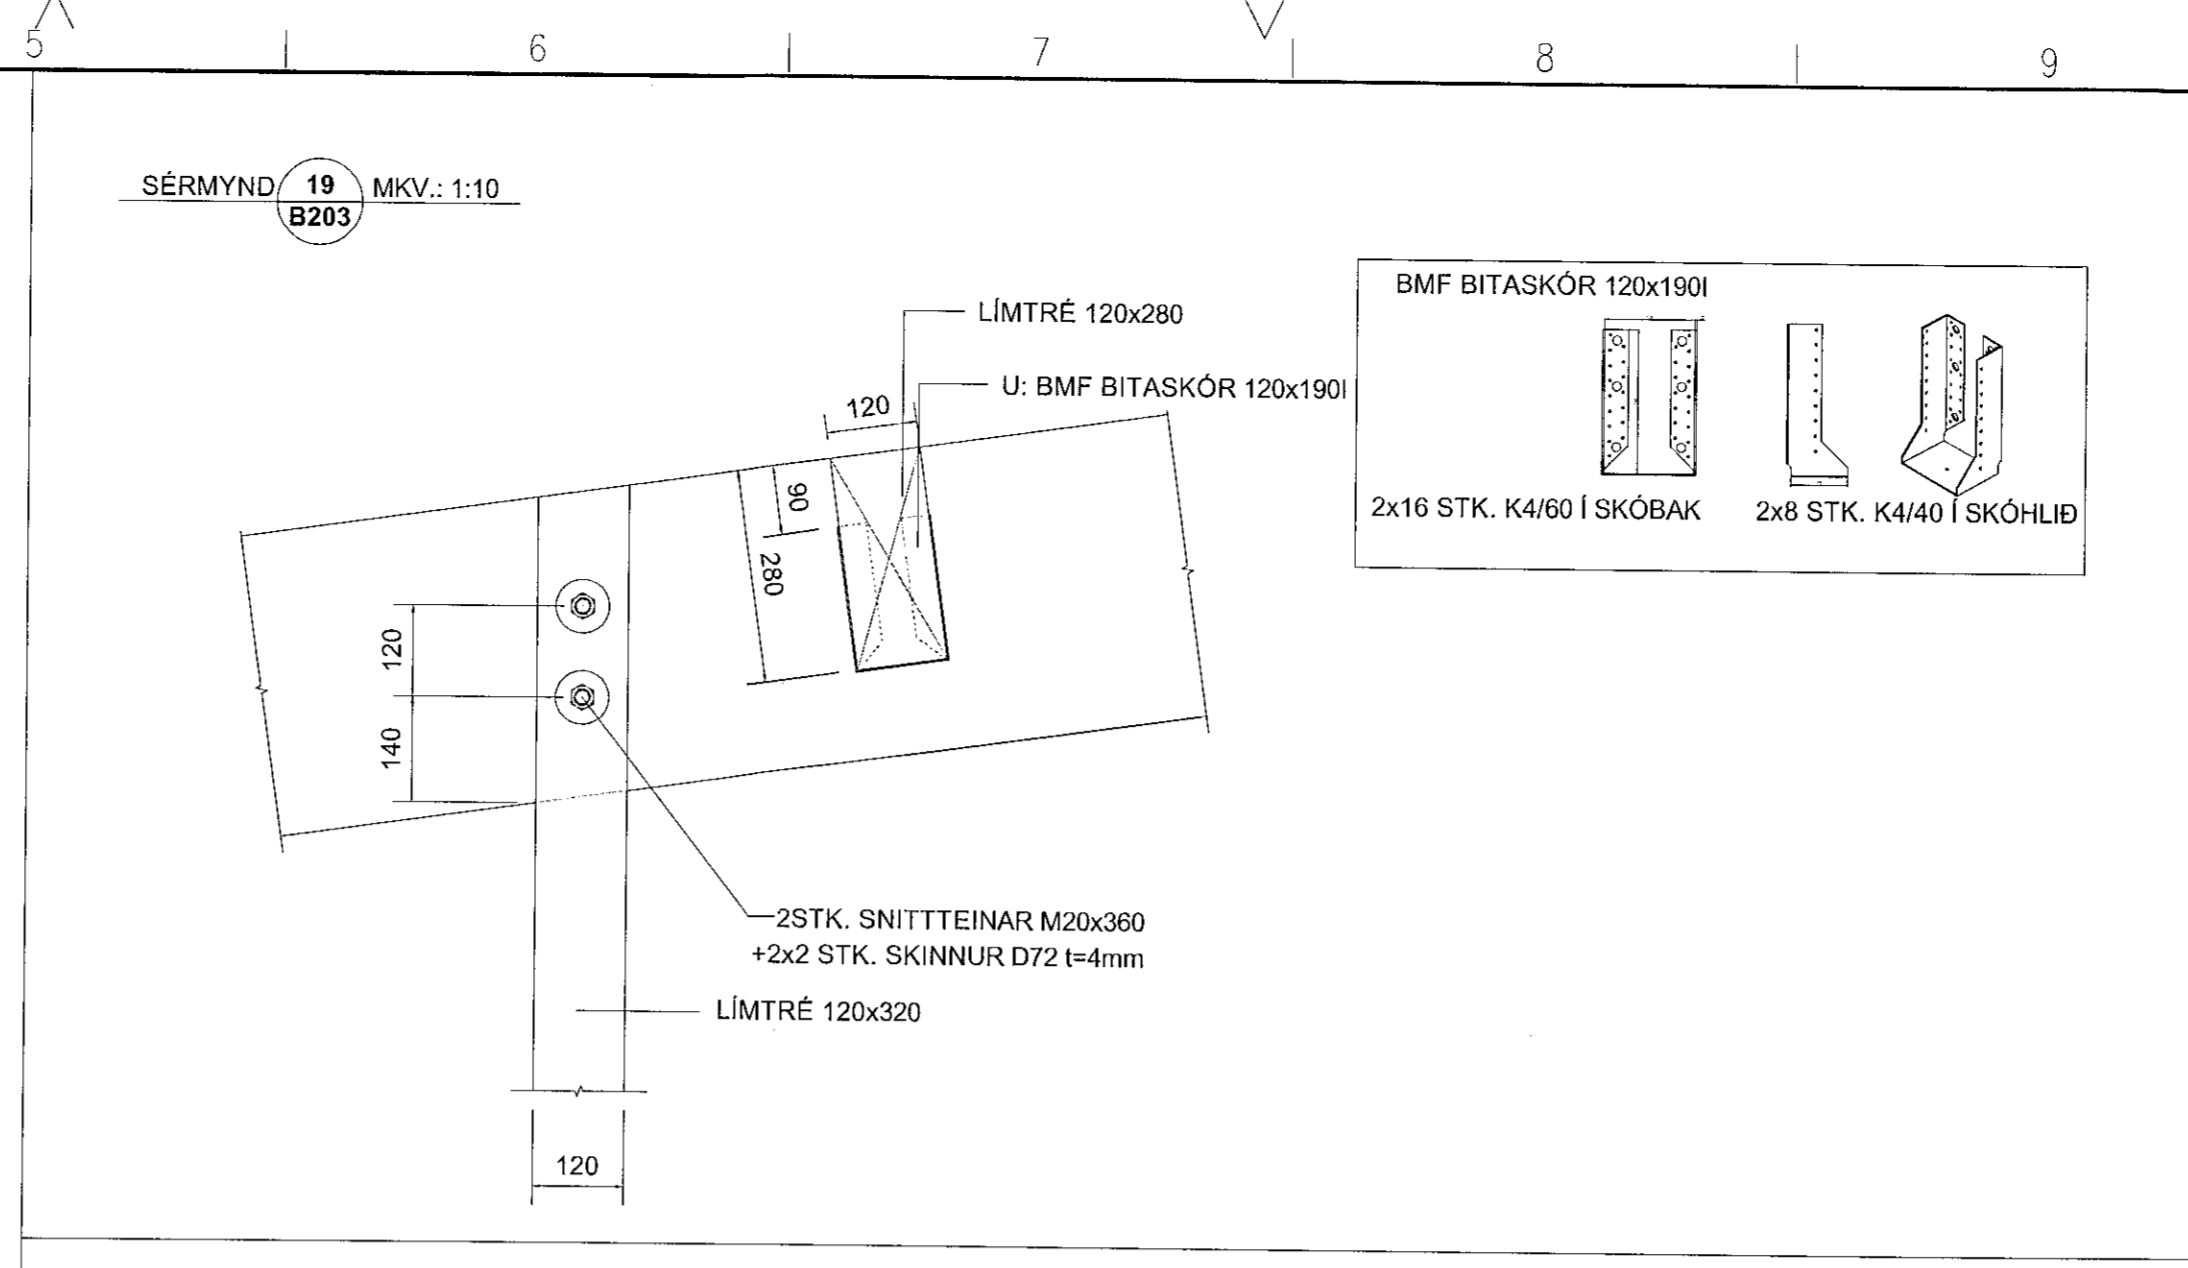 5 6 7 8 9
SÉRMYND 19 MKV.: 1:10
B203
BMF BITASKÓR 120x190I
LÍMTRÉ 120x280
U: BMF BITASKÓR 120x190I
120
90
280
2x16 STK. K4/60 Í SKÓBAK
2x8 STK. K4/40 Í SKÓHLIÐ
120
140
2STK. SNITTTEINAR M20x360
+2x2 STK. SKINNUR D72 t=4mm
LÍMTRÉ 120x320
120